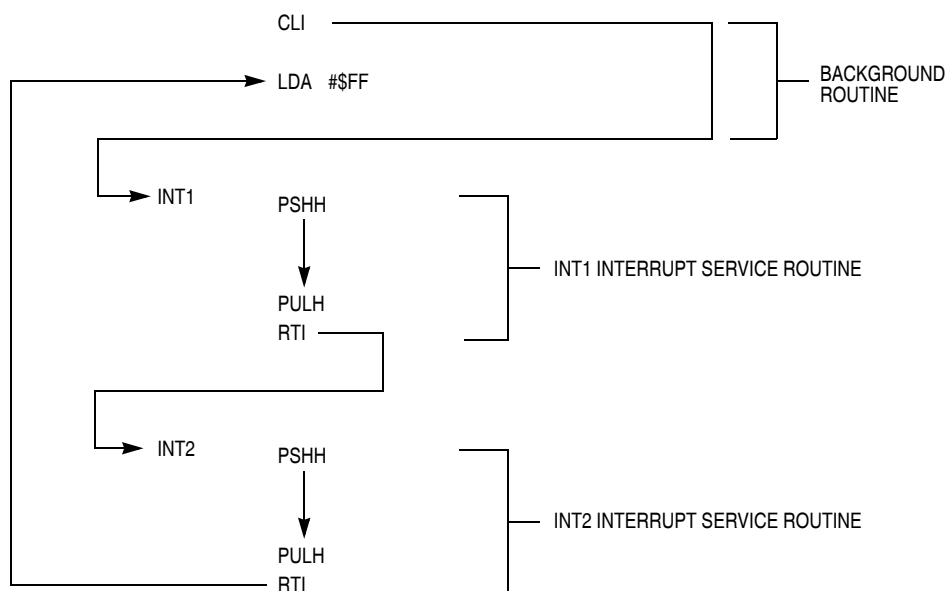 CLI
LDA #$FF
BACKGROUND
ROUTINE
INT1
PSHH
INT1 INTERRUPT SERVICE ROUTINE
PULH
RTI
INT2
PSHH
INT2 INTERRUPT SERVICE ROUTINE
PULH
RTI